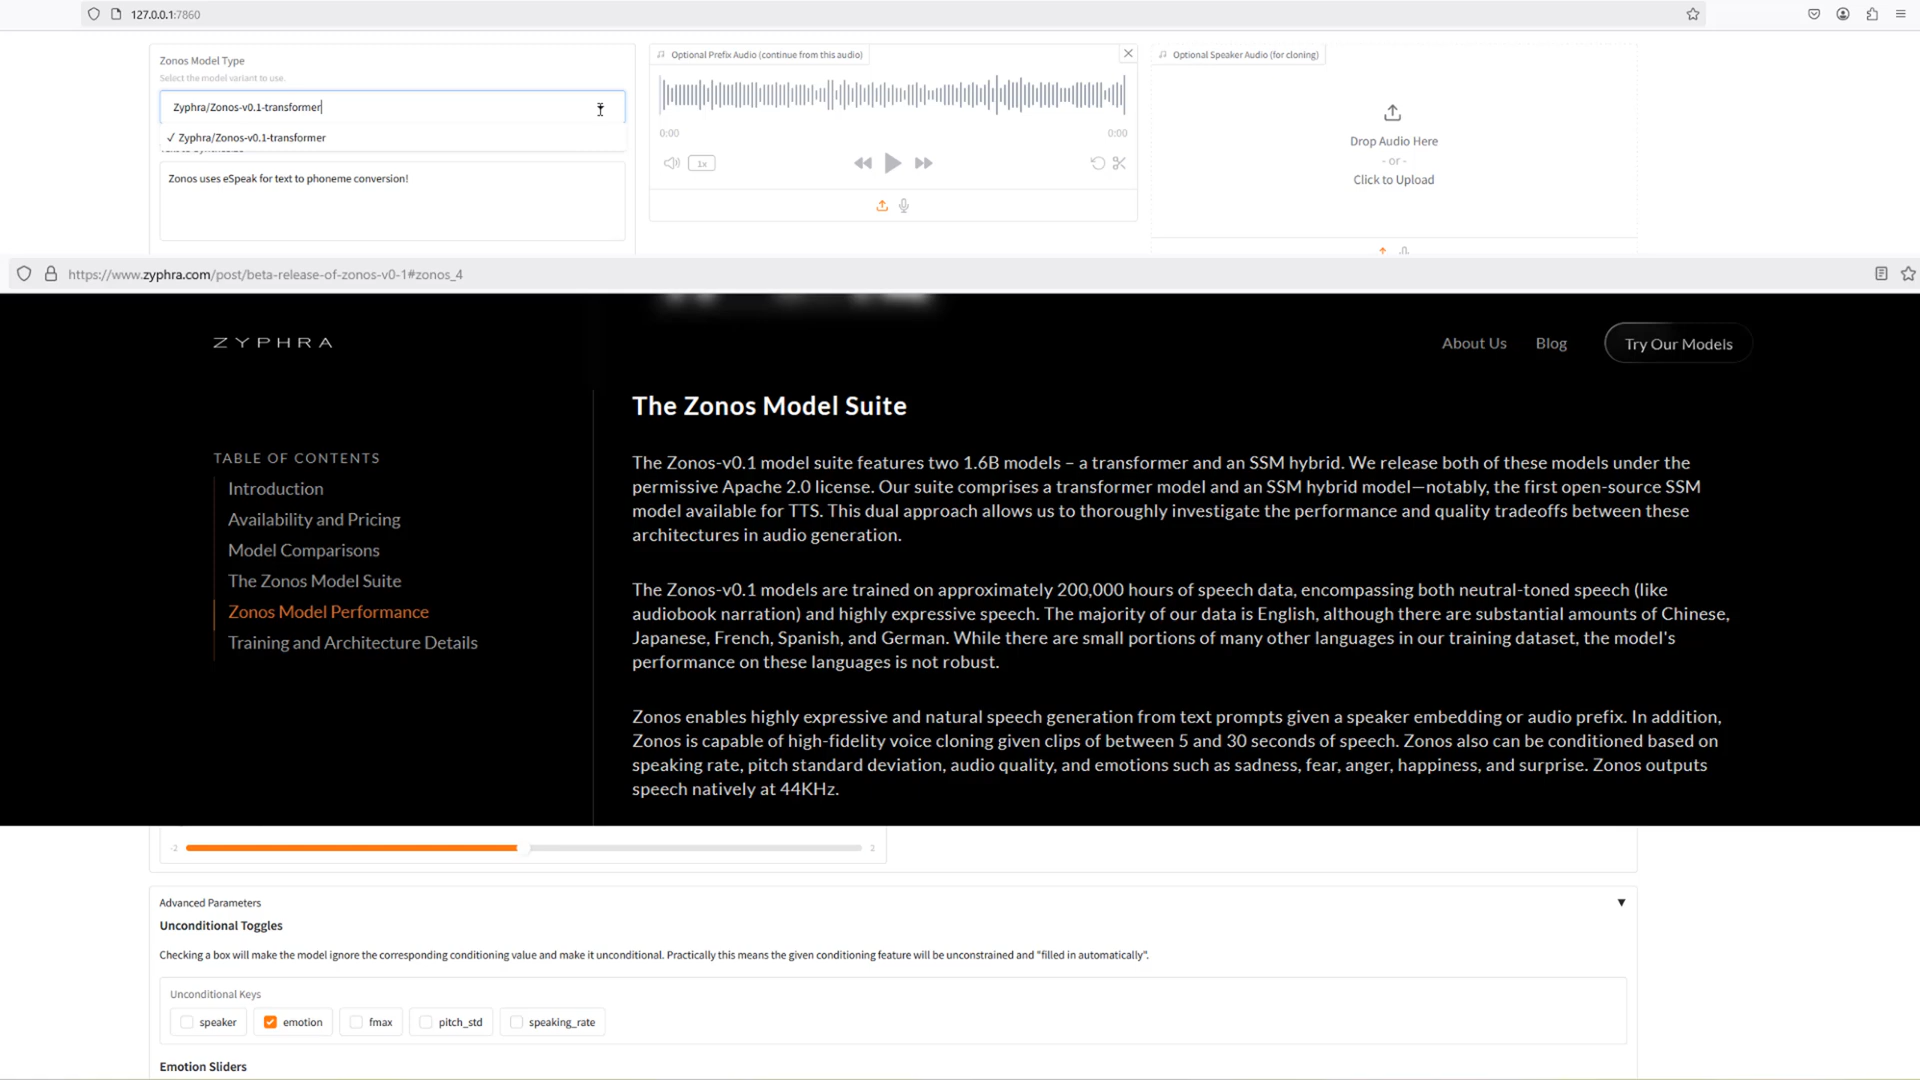 127.0.0.1:7860
Zonos Model Type
Select the model variant to use.
Zyphra/Zonos-v0.1-transformer
✓ Zyphra/Zonos-v0.1-transformer
Zonos uses eSpeak for text to phoneme conversion!
Optional Prefix Audio (continue from this audio)
0:00
0:00
1x
Optional Speaker Audio (for cloning)
Drop Audio Here
- or -
Click to Upload
https://www.zyphra.com/post/beta-release-of-zonos-v0-1#zonos_4
ZYPHRA
About Us
Blog
Try Our Models
TABLE OF CONTENTS
Introduction
Availability and Pricing
Model Comparisons
The Zonos Model Suite
Zonos Model Performance
Training and Architecture Details
The Zonos Model Suite
The Zonos-v0.1 model suite features two 1.6B models – a transformer and an SSM hybrid. We release both of these models under the
permissive Apache 2.0 license. Our suite comprises a transformer model and an SSM hybrid model—notably, the first open-source SSM
model available for TTS. This dual approach allows us to thoroughly investigate the performance and quality tradeoffs between these
architectures in audio generation.
The Zonos-v0.1 models are trained on approximately 200,000 hours of speech data, encompassing both neutral-toned speech (like
audiobook narration) and highly expressive speech. The majority of our data is English, although there are substantial amounts of Chinese,
Japanese, French, Spanish, and German. While there are small portions of many other languages in our training dataset, the model's
performance on these languages is not robust.
Zonos enables highly expressive and natural speech generation from text prompts given a speaker embedding or audio prefix. In addition,
Zonos is capable of high-fidelity voice cloning given clips of between 5 and 30 seconds of speech. Zonos also can be conditioned based on
speaking rate, pitch standard deviation, audio quality, and emotions such as sadness, fear, anger, happiness, and surprise. Zonos outputs
speech natively at 44KHz.
-2
2
Advanced Parameters
Unconditional Toggles
Checking a box will make the model ignore the corresponding conditioning value and make it unconditional. Practically this means the given conditioning feature will be unconstrained and "filled in automatically".
Unconditional Keys
speaker
emotion
fmax
pitch_std
speaking_rate
Emotion Sliders